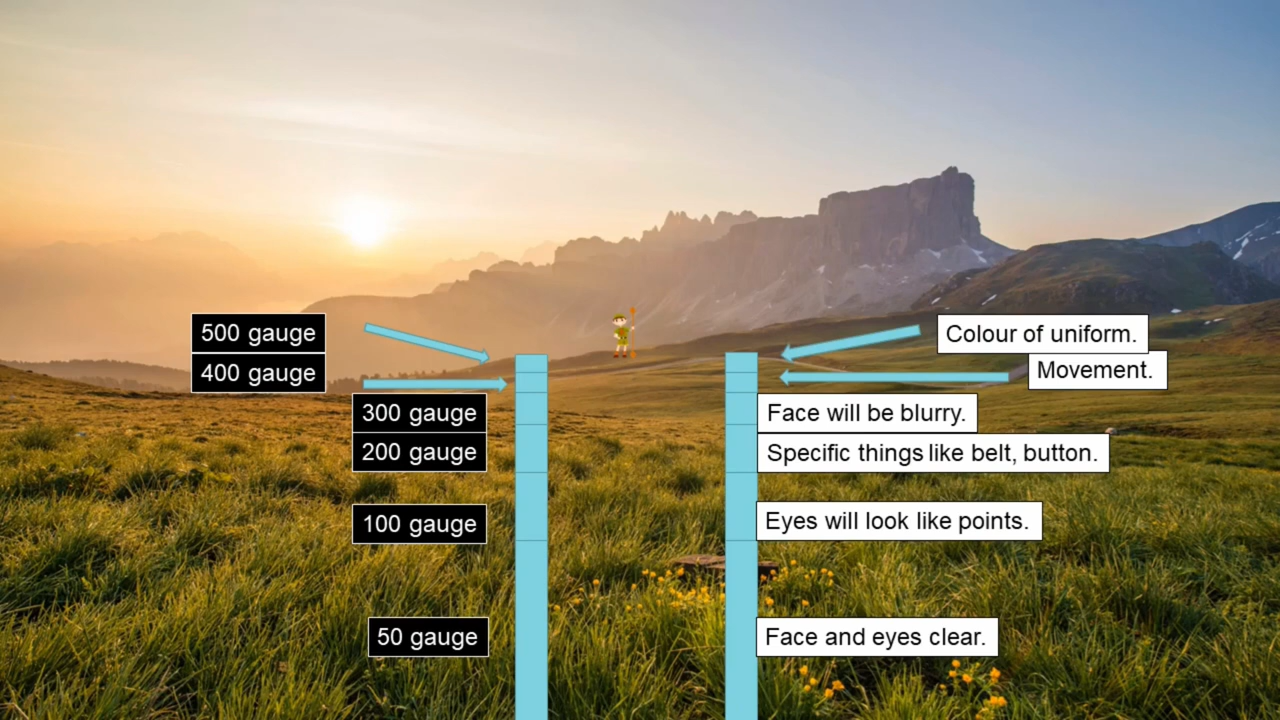 500 gauge
Colour of uniform.
400 gauge
Movement.
300 gauge
Face will be blurry.
200 gauge
Specific things like belt, button.
100 gauge
Eyes will look like points.
50 gauge
Face and eyes clear.